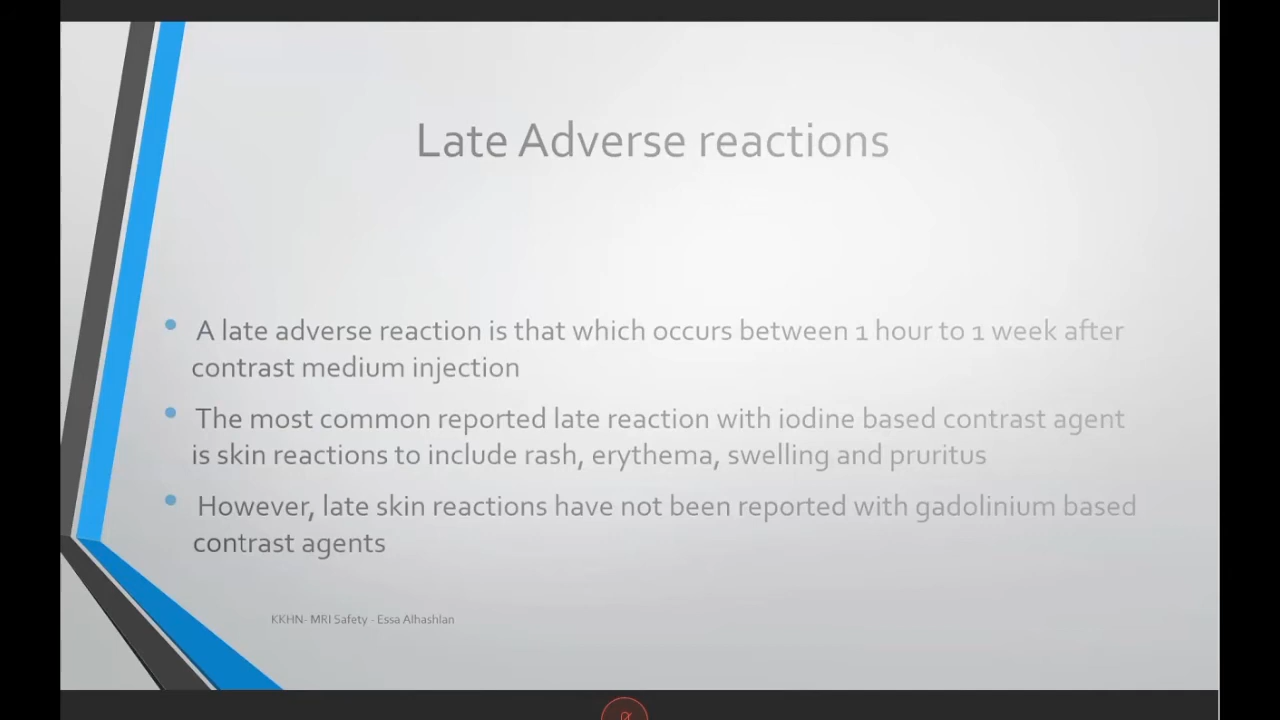 Late Adverse reactions
A late adverse reaction is that which occurs between 1 hour to 1 week after
contrast medium injection
The most common reported late reaction with iodine based contrast agent
is skin reactions to include rash, erythema, swelling and pruritus
However, late skin reactions have not been reported with gadolinium based
contrast agents
KKHN- MRI Safety - Essa Alhashlan